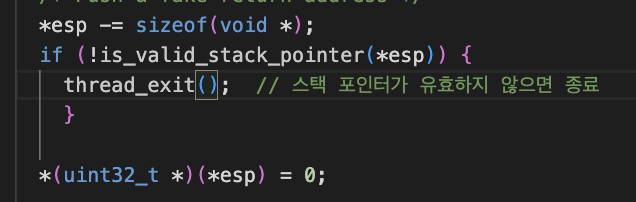 *esp -= sizeof(void *);
if (!is_valid_stack_pointer(*esp)) {
thread_exit();  // 스택 포인터가 유효하지 않으면 종료
}
*(uint32_t *)(*esp) = 0;